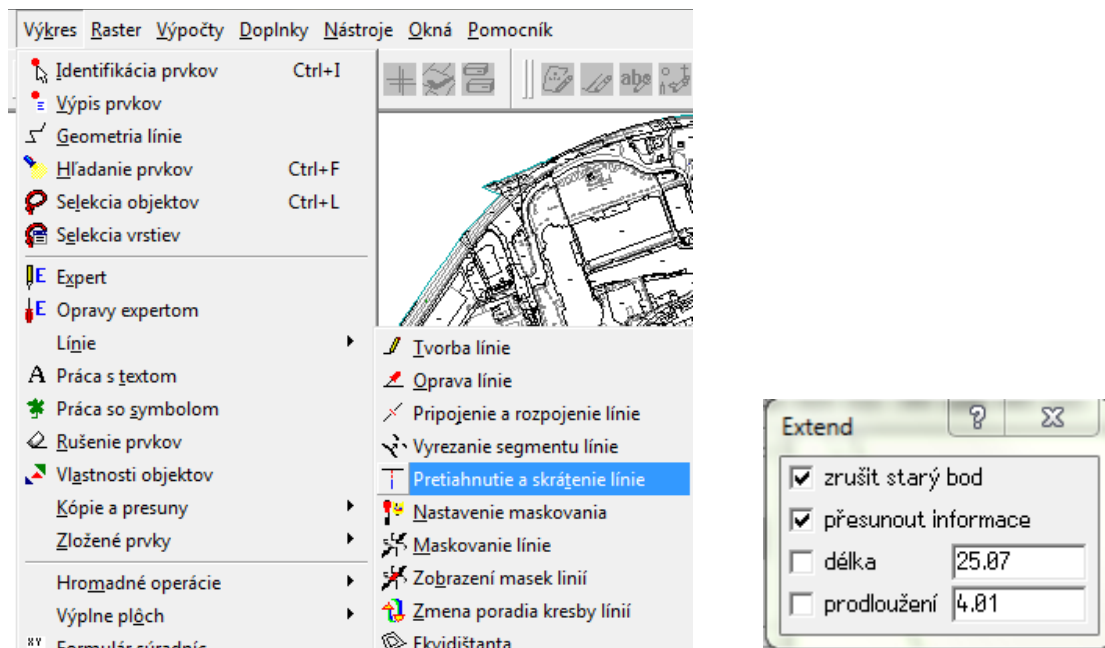 Výkres Raster Výpočty Doplnky Nástroje Okná Pomocník
Identifikácia prvkov Ctrl+I
Výpis prvkov
Geometria línie
Hľadanie prvkov Ctrl+F
Selekcia objektov Ctrl+L
Selekcia vrstiev
Expert
Opravy expertom
Línie
Práca s textom
Práca so symbolom
Rušenie prvkov
Vlastnosti objektov
Kópie a presuny
Zložené prvky
Hromadné operácie
Výplne plôch
Formulár súradníc
Tvorba línie
Oprava línie
Pripojenie a rozpojenie línie
Vyrezanie segmentu línie
Pretiahnutie a skrátenie línie
Nastavenie maskovania
Maskovanie línie
Zobrazení masek linií
Zmena poradia kresby línií
Ekvidištanta
Extend
zrušit starý bod
přesunout informace
délka 25.07
prodloužení 4.01